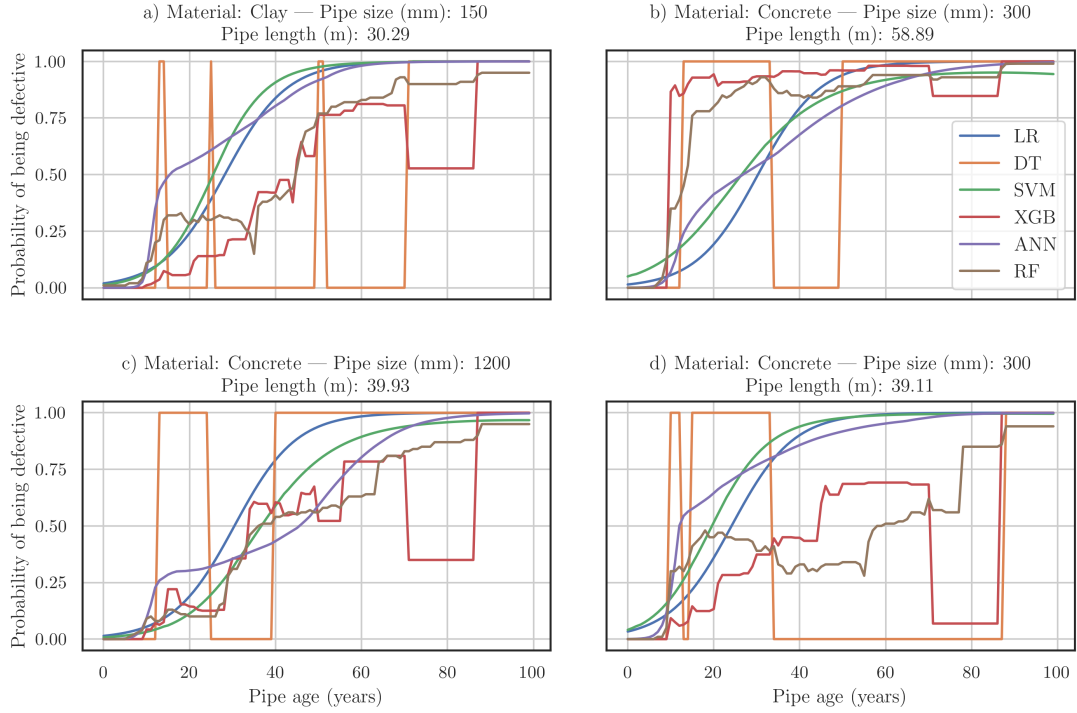 a) Material: Clay — Pipe size (mm): 150
Pipe length (m): 30.29
b) Material: Concrete — Pipe size (mm): 300
Pipe length (m): 58.89
Probability of being defective
1.00
0.75
0.50
0.25
0.00
LR
DT
SVM
XGB
ANN
RF
c) Material: Concrete — Pipe size (mm): 1200
Pipe length (m): 39.93
d) Material: Concrete — Pipe size (mm): 300
Pipe length (m): 39.11
Probability of being defective
1.00
0.75
0.50
0.25
0.00
0 20 40 60 80 100
Pipe age (years)
0 20 40 60 80 100
Pipe age (years)